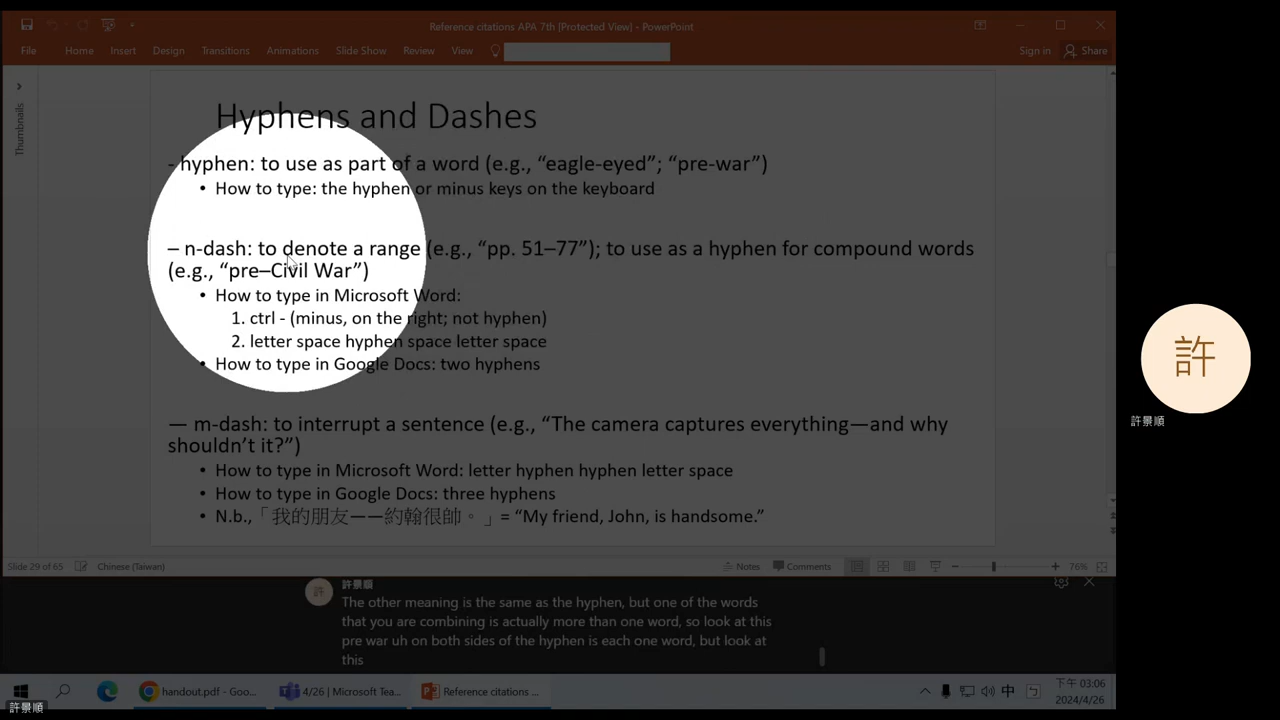 Reference citations APA 7th [Protected View] - PowerPoint
File Home Insert Design Transitions Animations Slide Show Review View Sign in Share
Thumbnails
Hyphens and Dashes
- hyphen: to use as part of a word (e.g., “eagle-eyed”; “pre-war”)
• How to type: the hyphen or minus keys on the keyboard
– n-dash: to denote a range (e.g., “pp. 51–77”); to use as a hyphen for compound words
(e.g., “pre–Civil War”)
• How to type in Microsoft Word:
1. ctrl - (minus, on the right; not hyphen)
2. letter space hyphen space letter space
• How to type in Google Docs: two hyphens
— m-dash: to interrupt a sentence (e.g., “The camera captures everything—and why
shouldn’t it?”)
• How to type in Microsoft Word: letter hyphen hyphen letter space
• How to type in Google Docs: three hyphens
• N.b.,「我的朋友——約翰很帥。」= “My friend, John, is handsome.”
許
許景順
Slide 29 of 65 Chinese (Taiwan) Notes Comments 76%
許 許景順
The other meaning is the same as the hyphen, but one of the words
that you are combining is actually more than one word, so look at this
pre war uh on both sides of the hyphen is each one word, but look at
this
handout.pdf - Goo... 4/26 | Microsoft Tea... Reference citations ... 中 下午 03:06
2024/4/26
許景順